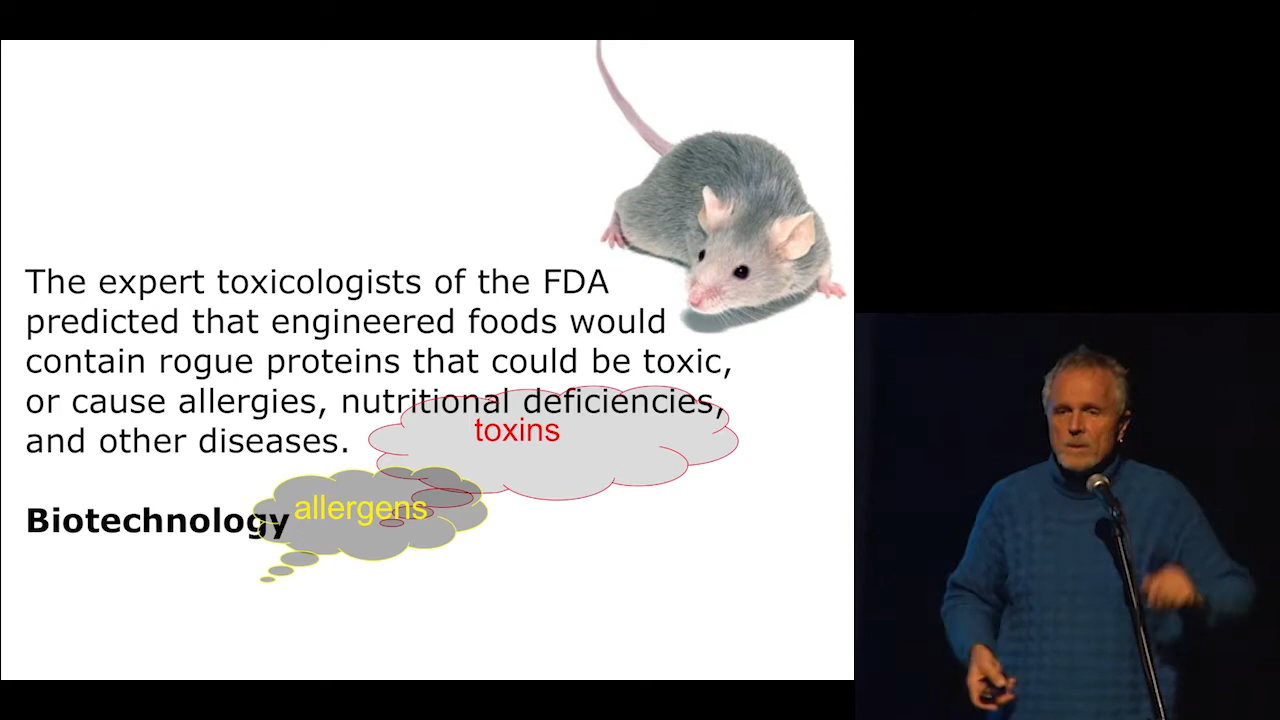 The expert toxicologists of the FDA
predicted that engineered foods would
contain rogue proteins that could be toxic,
or cause allergies, nutritional deficiencies,
and other diseases.
toxins
allergens
Biotechnology